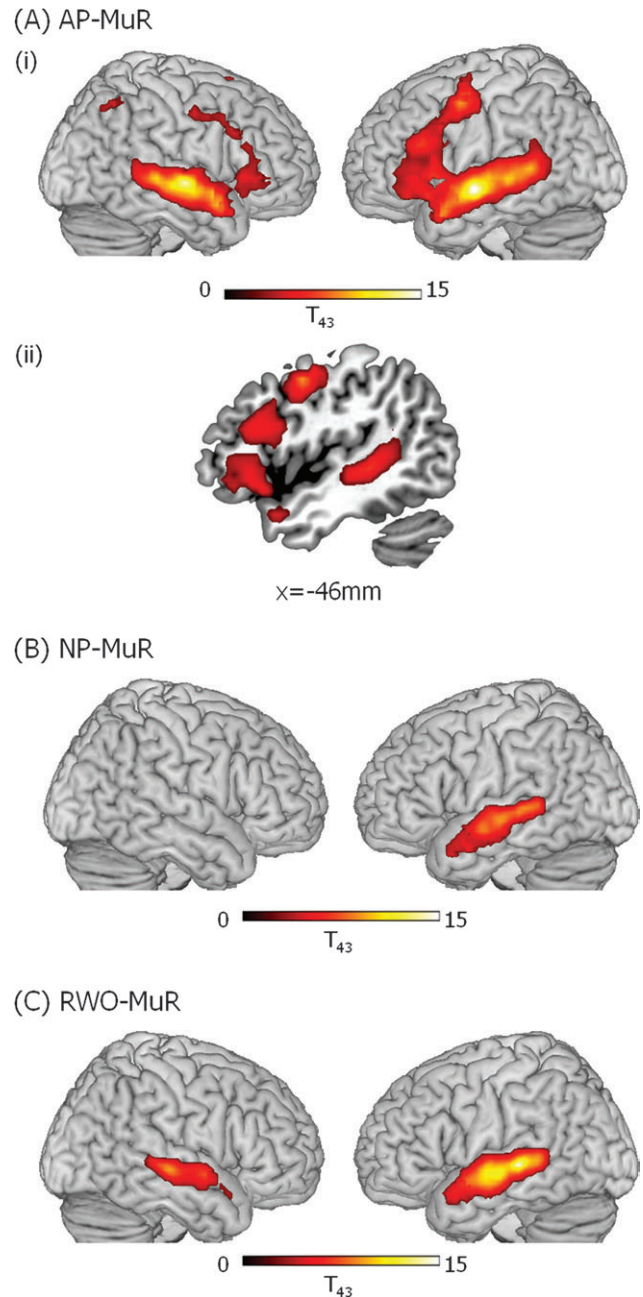 (A) AP-MuR
(i)
0 15
T43
(ii)
x=-46mm
(B) NP-MuR
0 15
T43
(C) RWO-MuR
0 15
T43